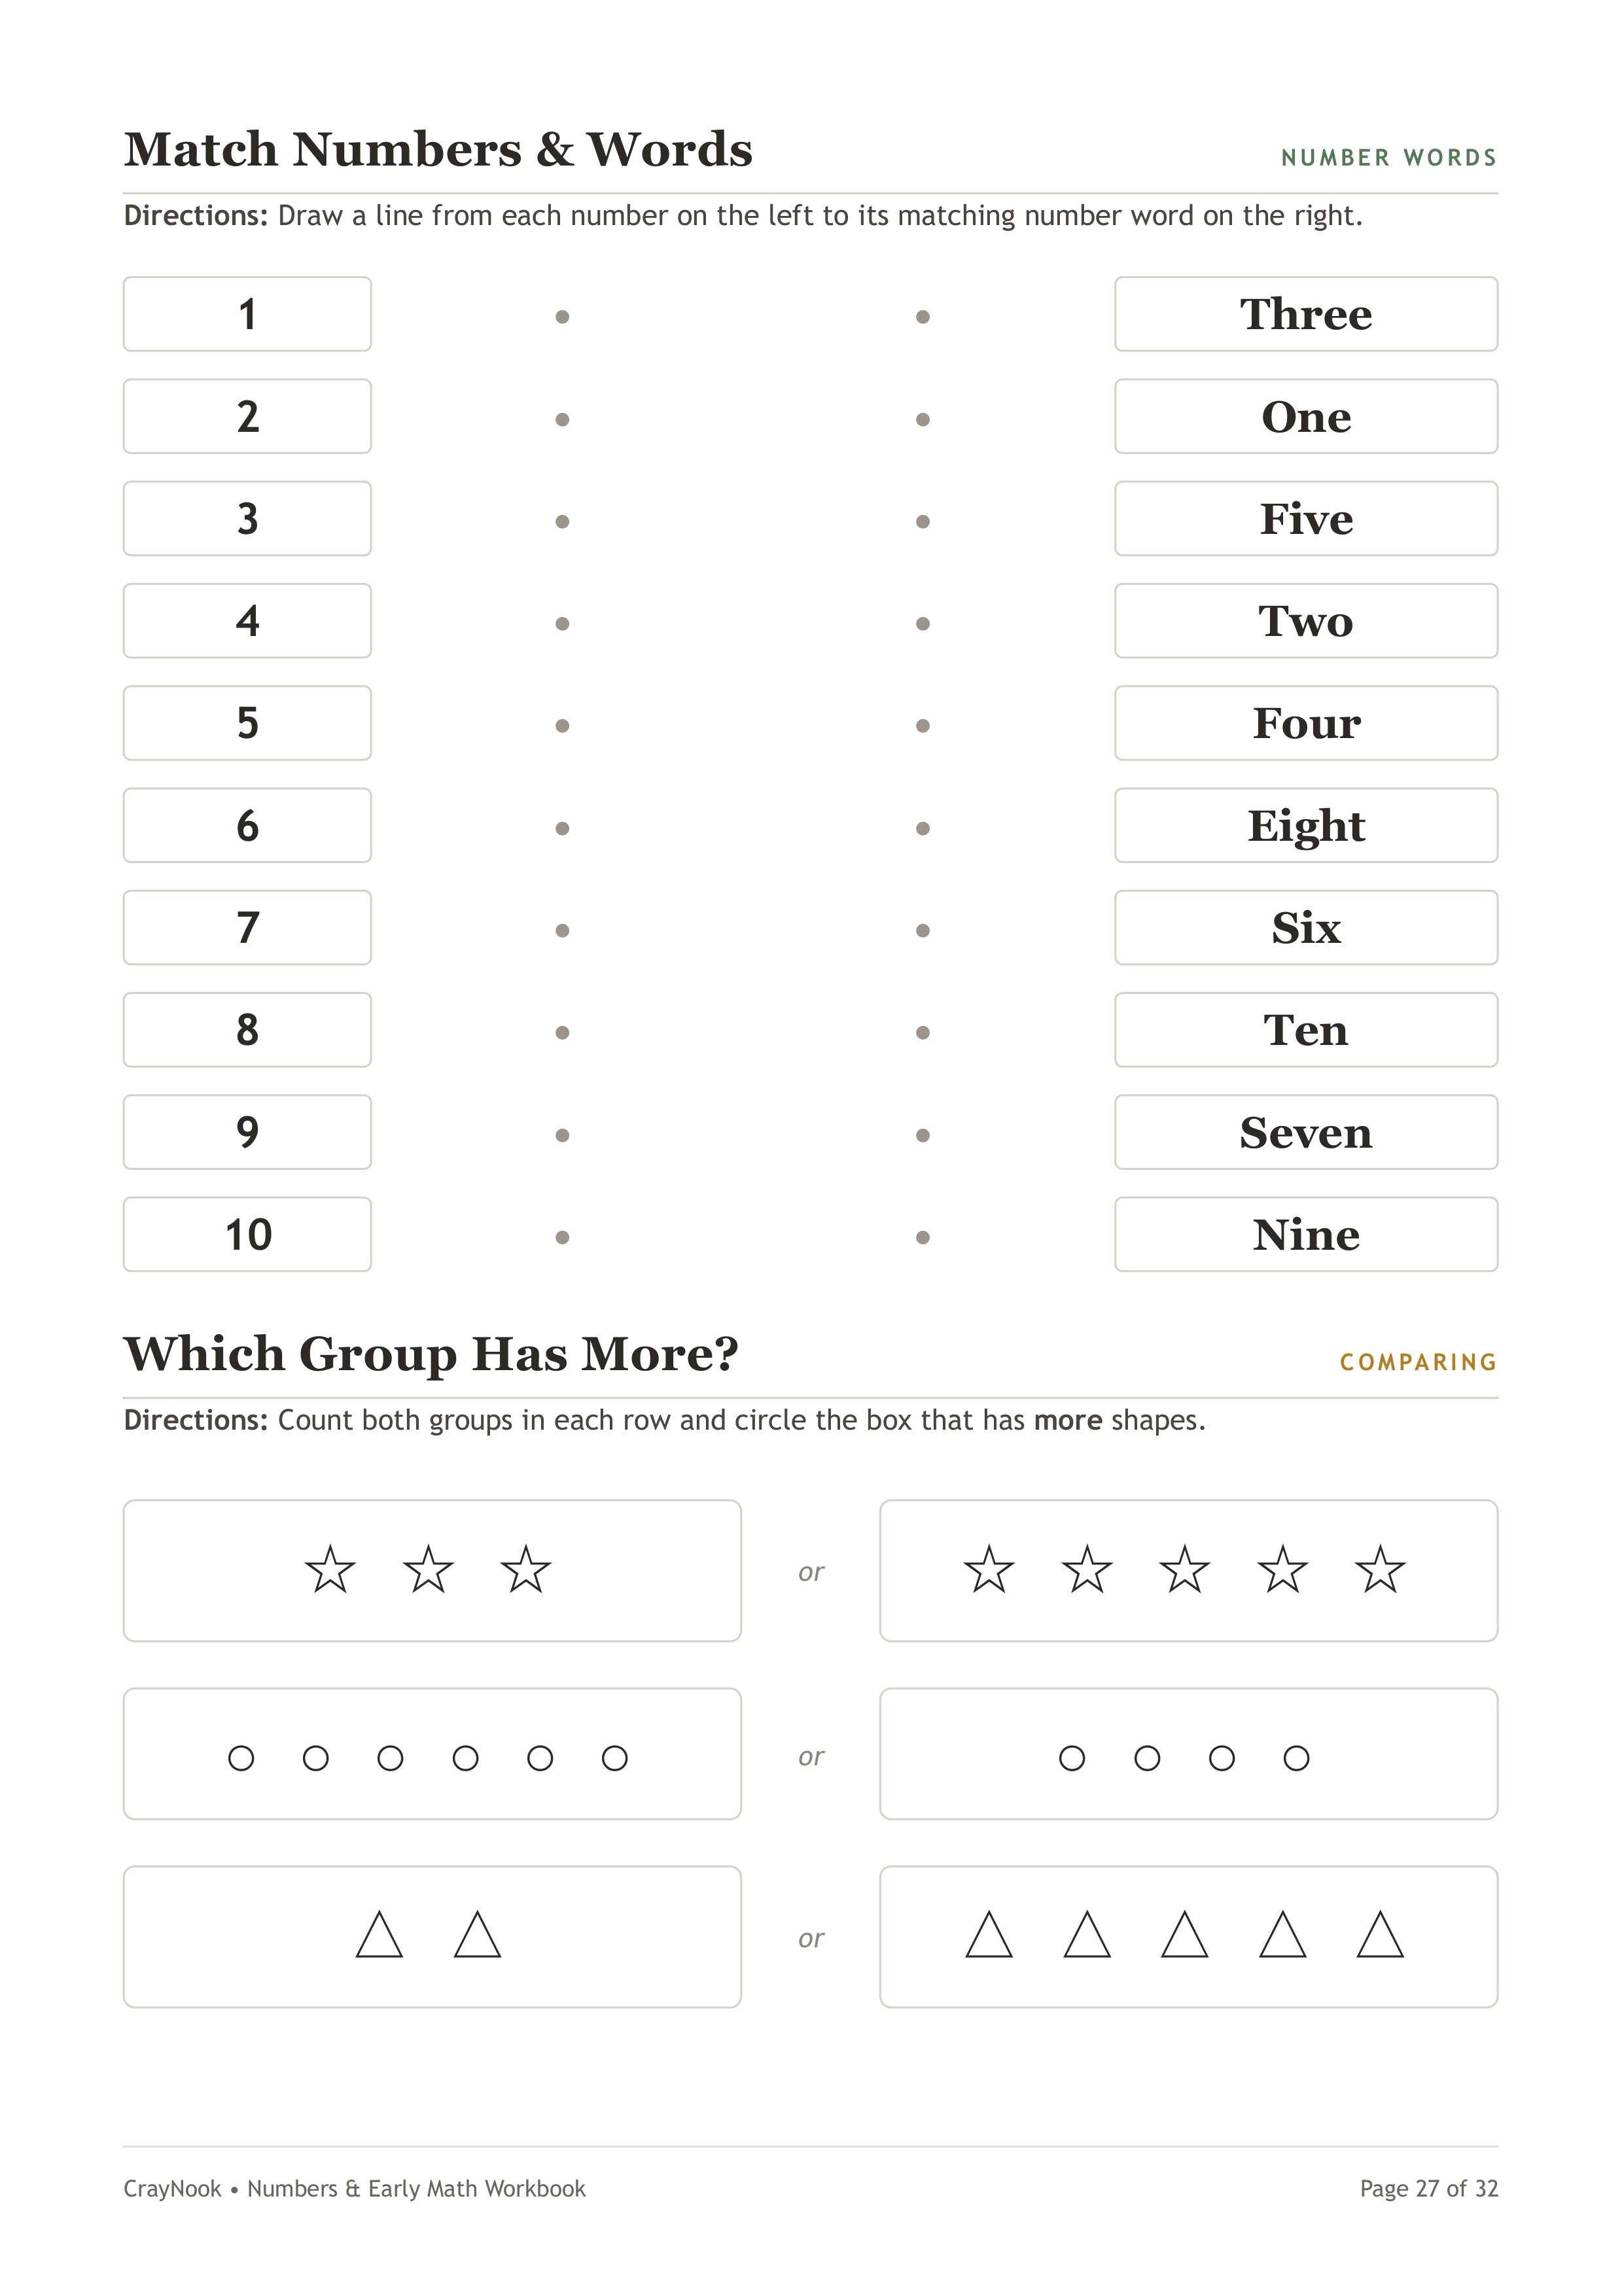 Match Numbers & Words
NUMBER WORDS
Directions: Draw a line from each number on the left to its matching number word on the right.
1 Three
2 One
3 Five
4 Two
5 Four
6 Eight
7 Six
8 Ten
9 Seven
10 Nine
Which Group Has More?
COMPARING
Directions: Count both groups in each row and circle the box that has more shapes.
or
or
or
CrayNook • Numbers & Early Math Workbook
Page 27 of 32